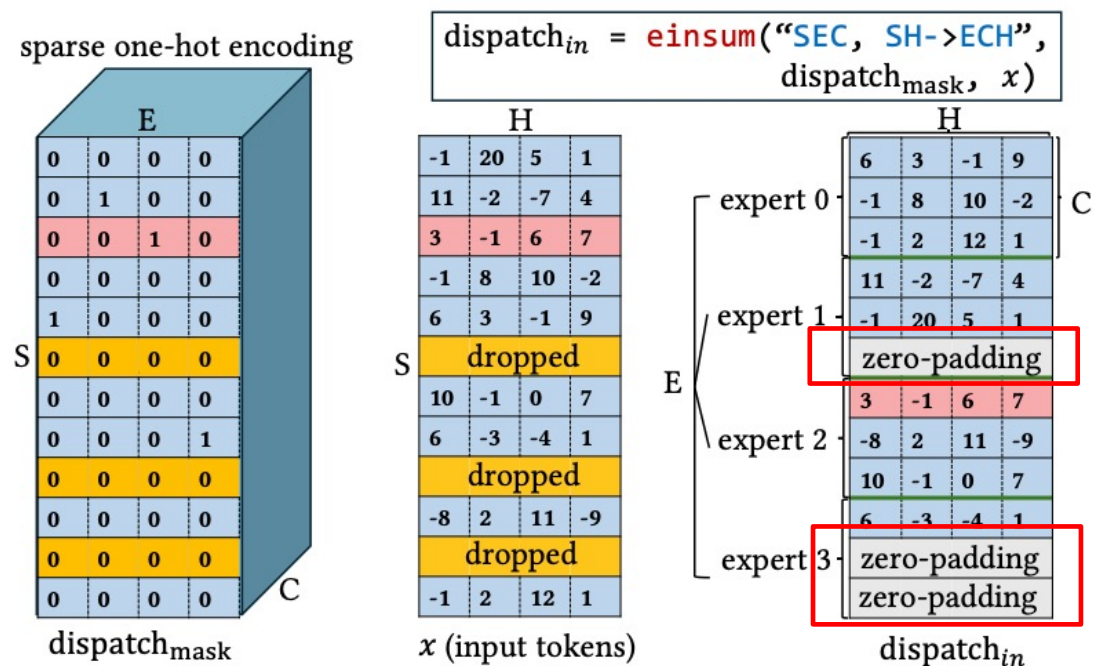 sparse one-hot encoding
dispatch_in = einsum(“SEC, SH->ECH”,
dispatch_mask, x)
E
0 0 0 0
0 1 0 0
0 0 1 0
0 0 0 0
1 0 0 0
0 0 0 0
0 0 0 0
0 0 0 1
0 0 0 0
0 0 0 0
0 0 0 0
0 0 0 0
S
C
dispatch_mask
H
-1 20 5 1
11 -2 -7 4
3 -1 6 7
-1 8 10 -2
6 3 -1 9
dropped
10 -1 0 7
6 -3 -4 1
dropped
-8 2 11 -9
dropped
-1 2 12 1
S
x (input tokens)
H
E
expert 0
6 3 -1 9
-1 8 10 -2
-1 2 12 1
C
expert 1
11 -2 -7 4
-1 20 5 1
zero-padding
expert 2
3 -1 6 7
-8 2 11 -9
10 -1 0 7
expert 3
6 -3 -4 1
zero-padding
zero-padding
dispatch_in